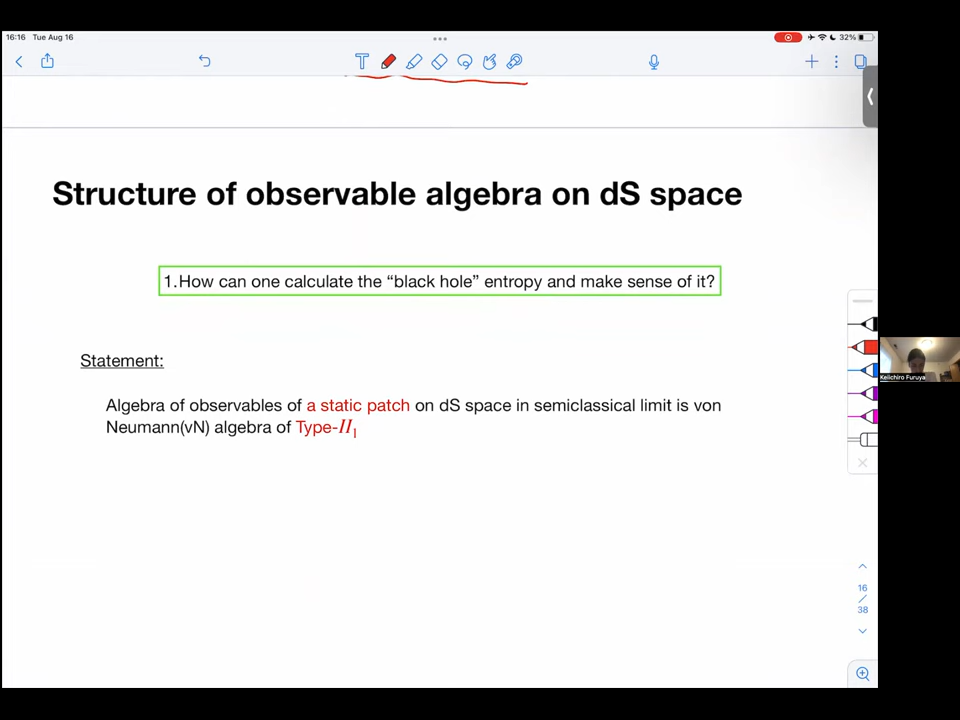 16:16 Tue Aug 16
32%
Structure of observable algebra on dS space
1.How can one calculate the “black hole” entropy and make sense of it?
Statement:
Algebra of observables of a static patch on dS space in semiclassical limit is von
Neumann(vN) algebra of Type-II₁
Keiichiro Furuya
16
/
38